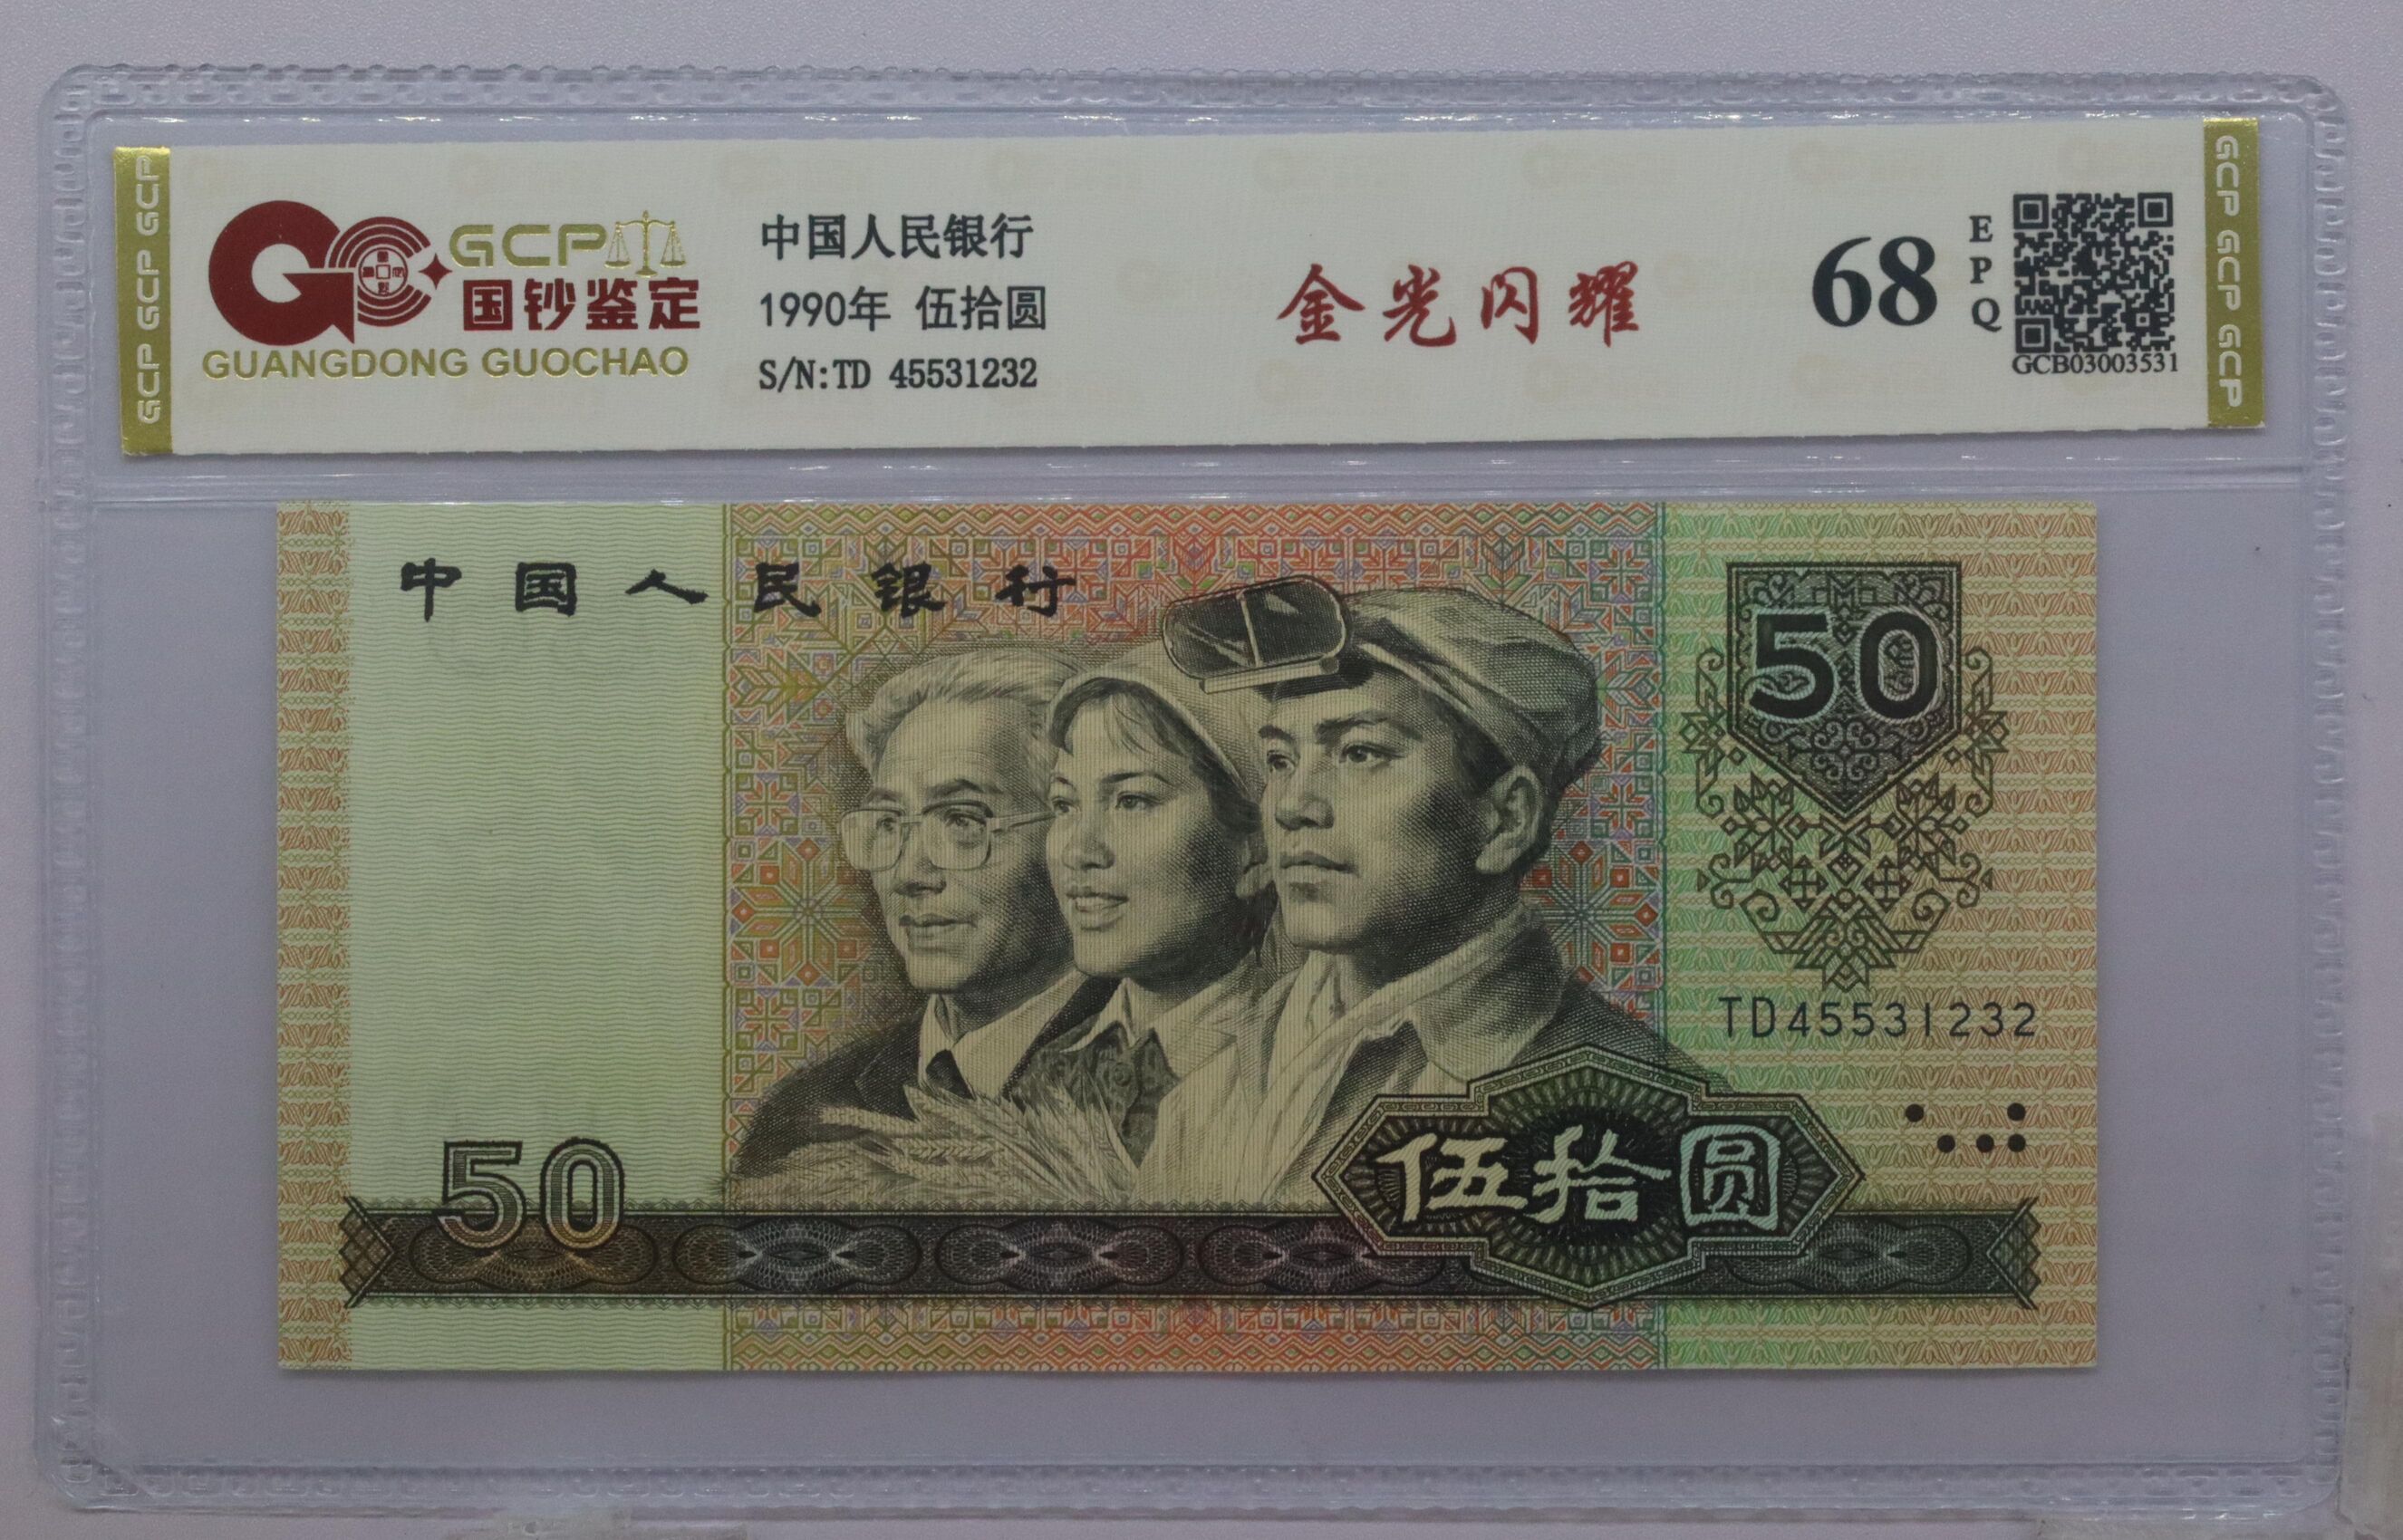 GCP GCP GCP
GCP
国钞鉴定
GUANGDONG GUOCHAO
中国人民银行
1990年 伍拾圆
S/N:TD 45531232
金光闪耀
68
EPQ
GCB03003531
GCP GCP GCP
中国人民银行
50
TD45531232
50
伍拾圆